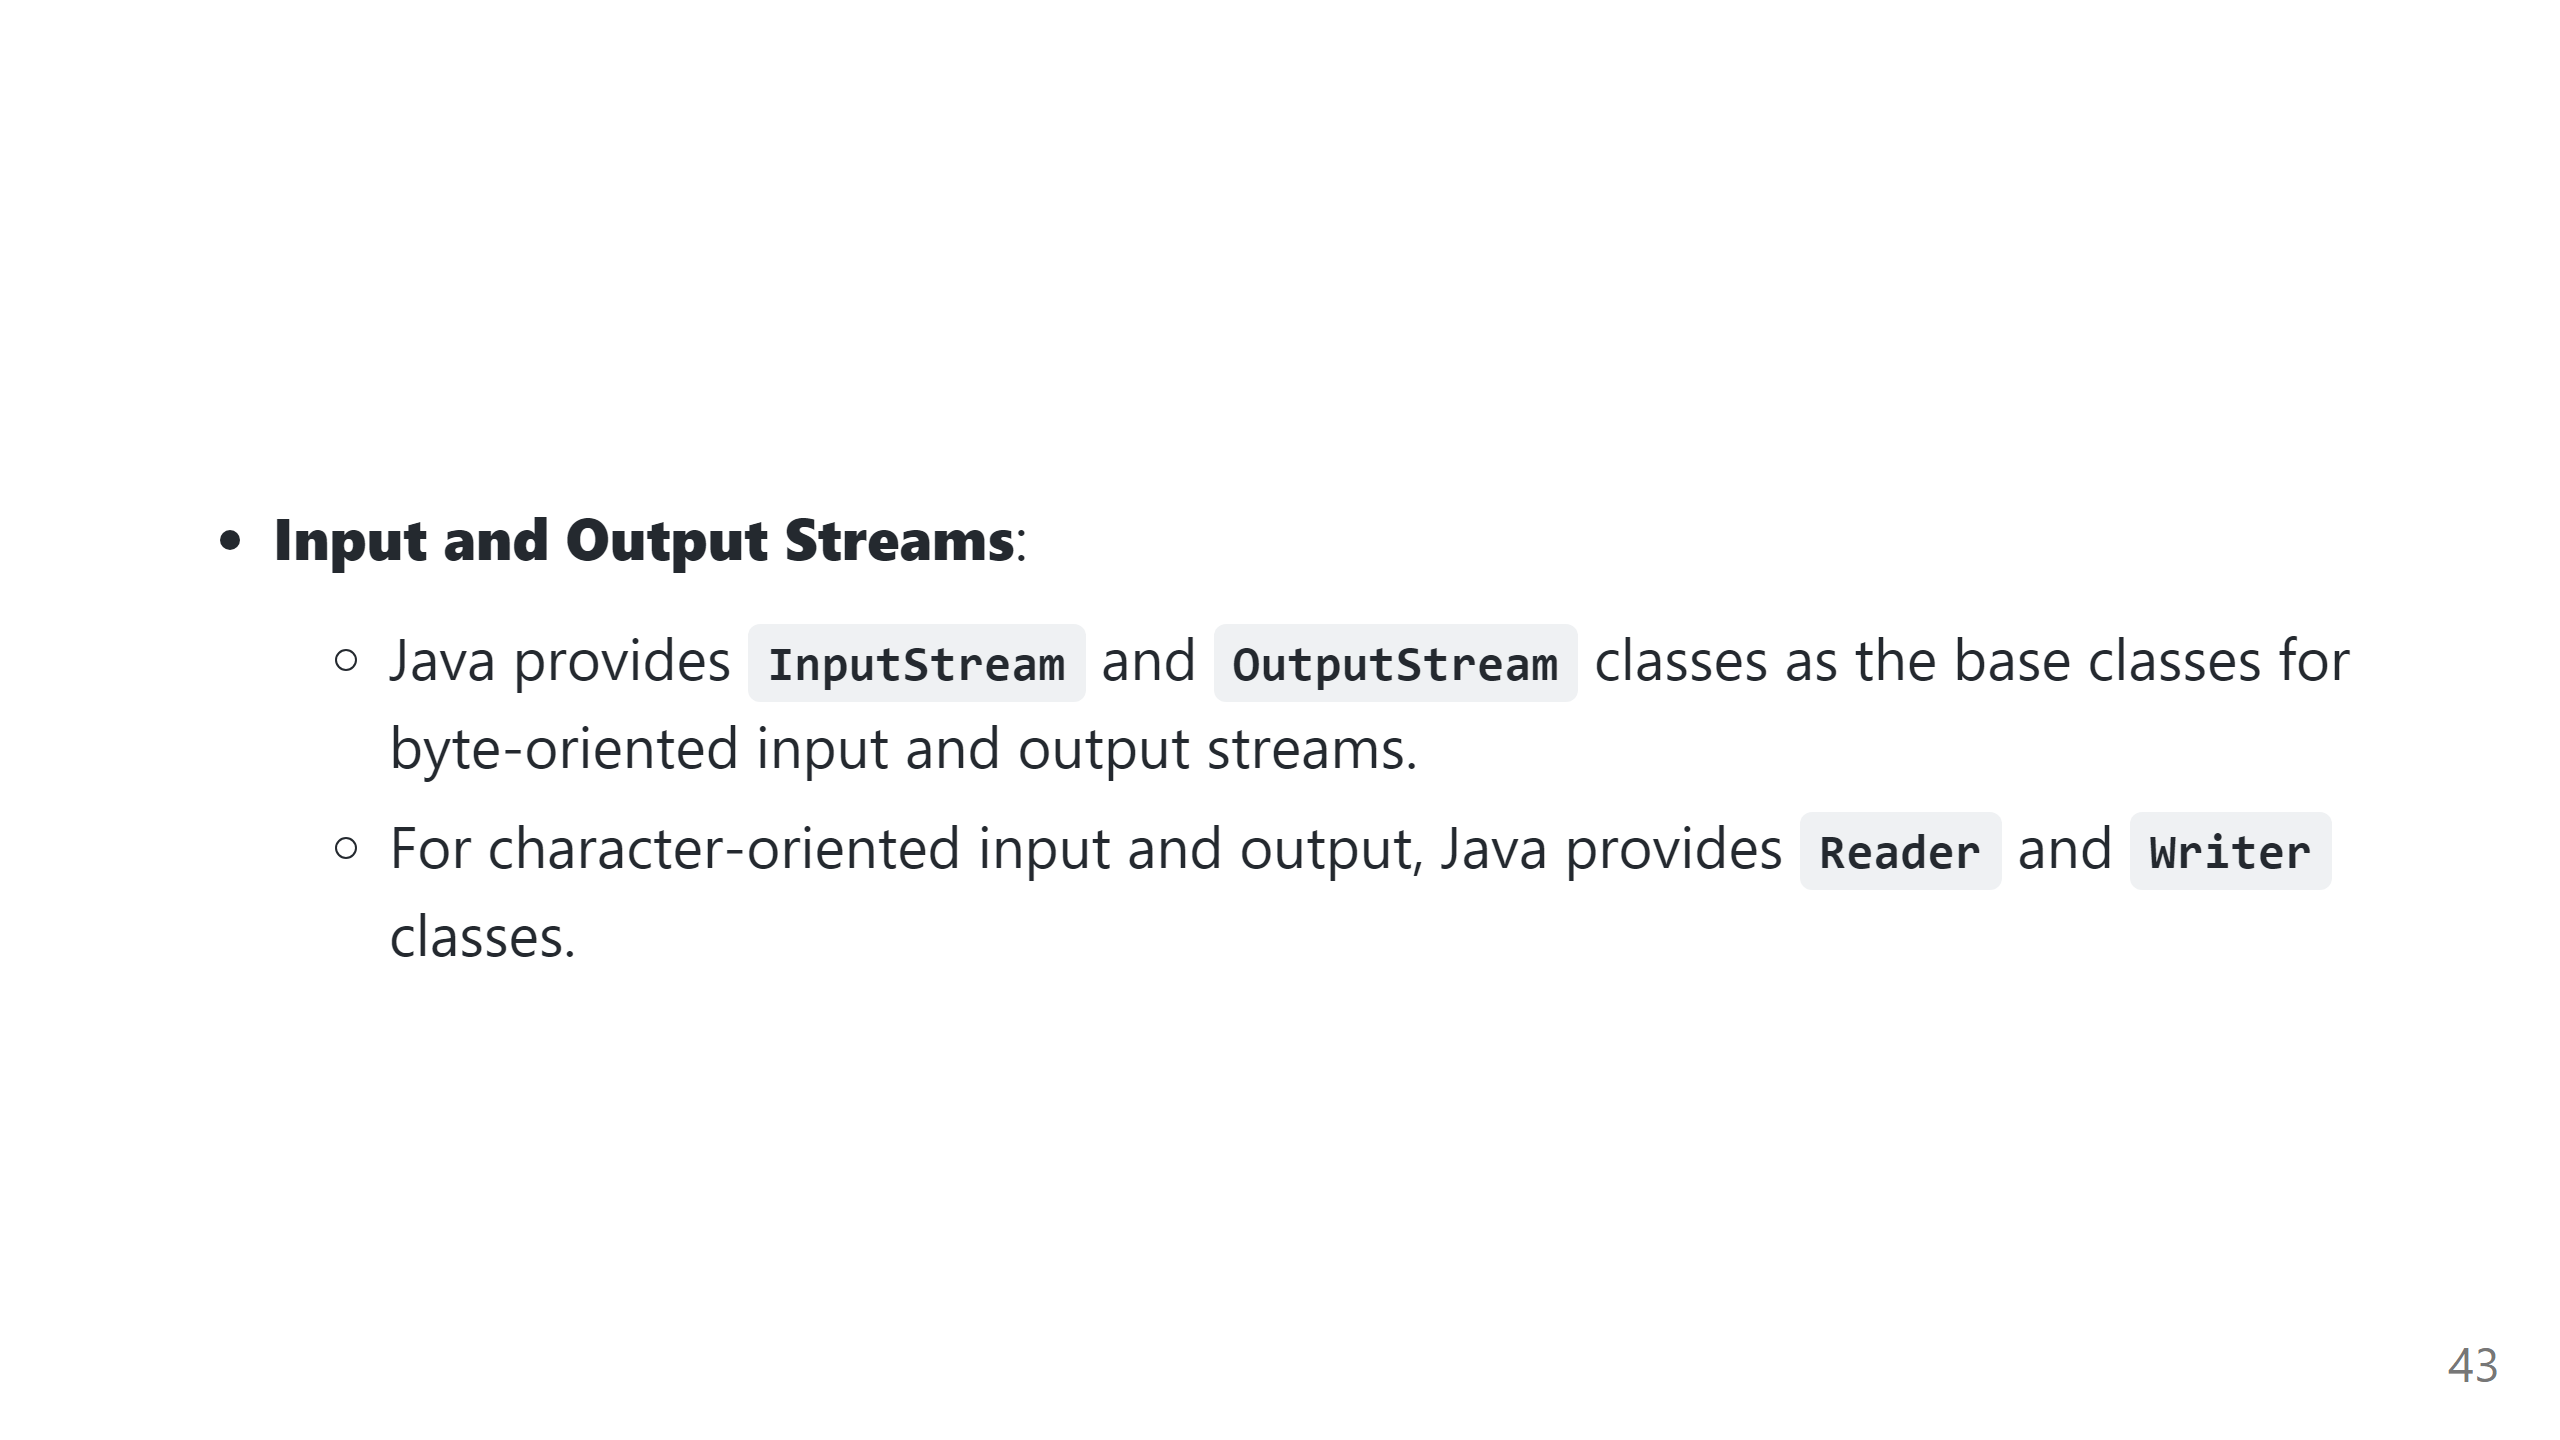 • Input and Output Streams:
○ Java provides InputStream and OutputStream classes as the base classes for
byte-oriented input and output streams.
○ For character-oriented input and output, Java provides Reader and Writer
classes.
43